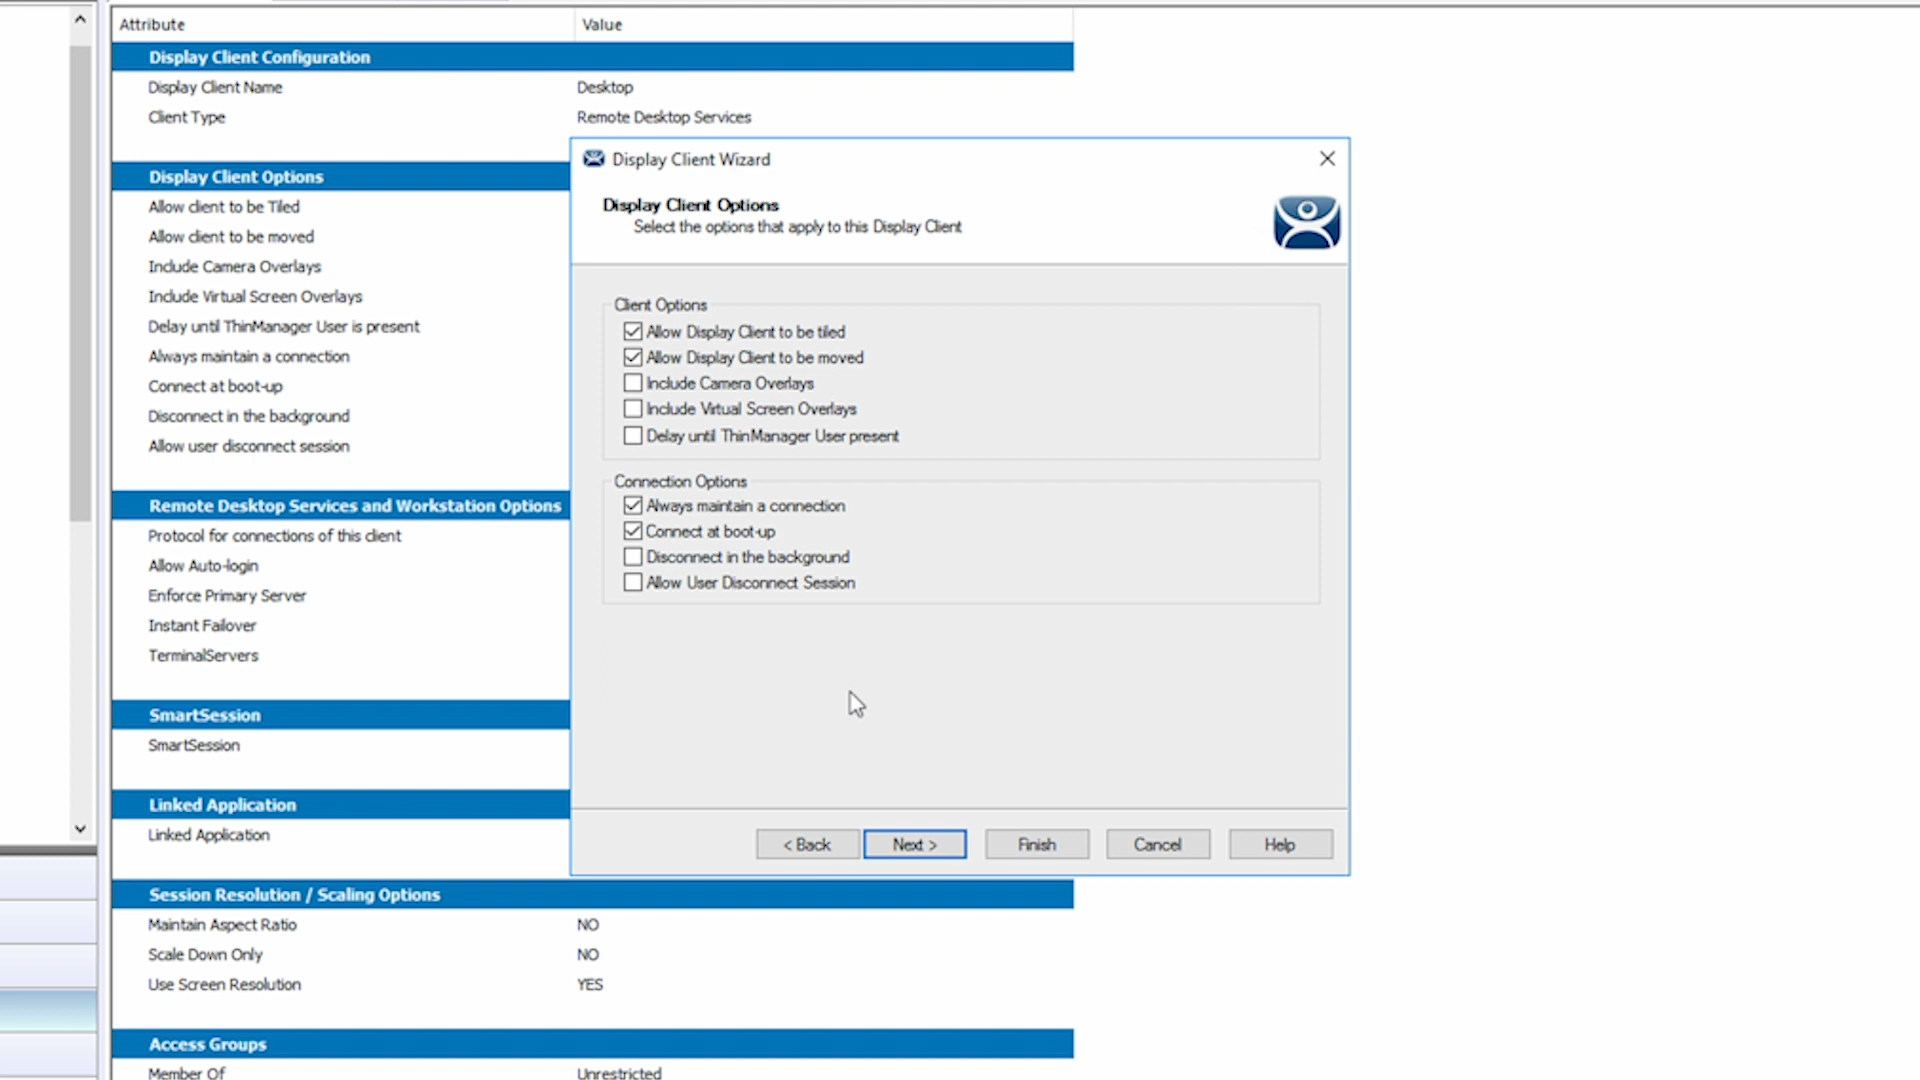 Attribute Value
Display Client Configuration
Display Client Name Desktop
Client Type Remote Desktop Services
Display Client Options
Allow client to be Tiled
Allow client to be moved
Include Camera Overlays
Include Virtual Screen Overlays
Delay until ThinManager User is present
Always maintain a connection
Connect at boot-up
Disconnect in the background
Allow user disconnect session
Remote Desktop Services and Workstation Options
Protocol for connections of this client
Allow Auto-login
Enforce Primary Server
Instant Failover
TerminalServers
SmartSession
SmartSession
Linked Application
Linked Application
Session Resolution / Scaling Options
Maintain Aspect Ratio NO
Scale Down Only NO
Use Screen Resolution YES
Access Groups
Member Of Unrestricted
Display Client Wizard
Display Client Options
Select the options that apply to this Display Client
Client Options
Allow Display Client to be tiled
Allow Display Client to be moved
Include Camera Overlays
Include Virtual Screen Overlays
Delay until ThinManager User present
Connection Options
Always maintain a connection
Connect at boot-up
Disconnect in the background
Allow User Disconnect Session
< Back Next > Finish Cancel Help